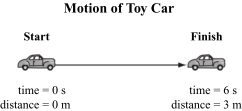 Motion of Toy Car
Start
Finish
time = 0 s
distance = 0 m
time = 6 s
distance = 3 m